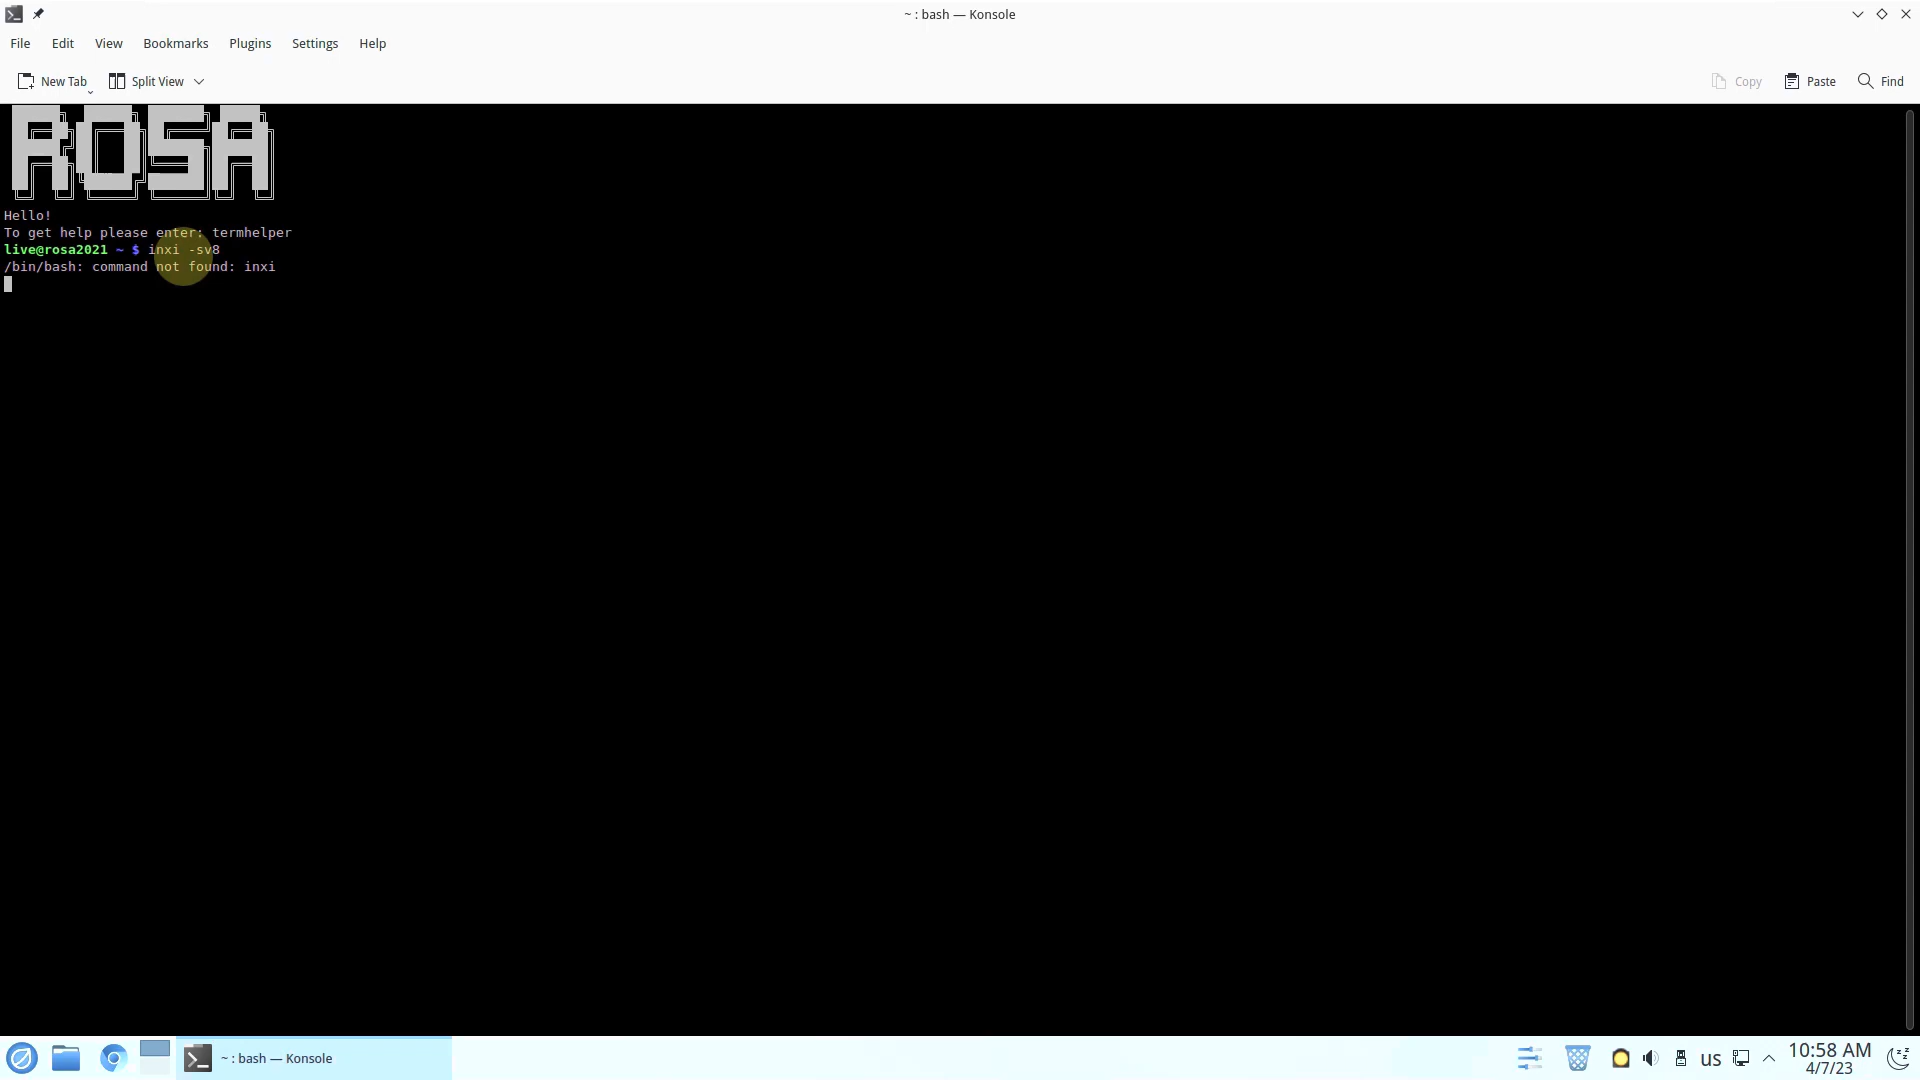 ~ : bash — Konsole
File Edit View Bookmarks Plugins Settings Help
New Tab Split View Copy Paste Find
ROSA
Hello!
To get help please enter: termhelper
live@rosa2021 ~ $ inxi -sv8
/bin/bash: command not found: inxi
~ : bash — Konsole us 10:58 AM
4/7/23